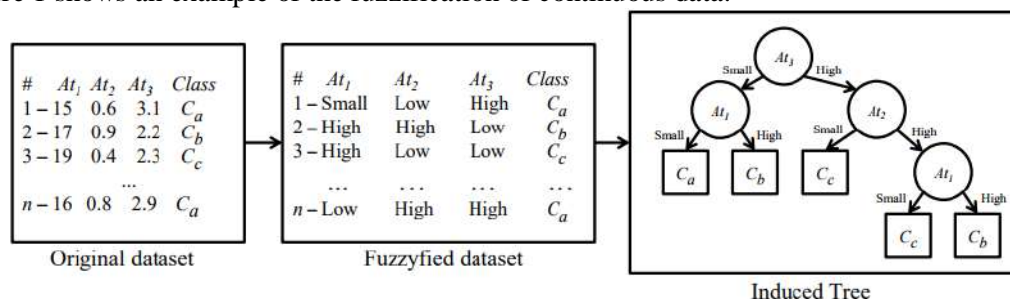 re 1 shows an example of the fuzzification of continuous data.
# At1 At2 At3 Class
1 – 15 0.6 3.1 Ca
2 – 17 0.9 2.2 Cb
3 – 19 0.4 2.3 Cc
...
n – 16 0.8 2.9 Ca
Original dataset
# At1 At2 At3 Class
1 – Small Low High Ca
2 – High High Low Cb
3 – High Low Low Cc
... ... ... ...
n – Low High High Ca
Fuzzyfied dataset
At3
Small High
At1 At2
Small High Small High
Ca Cb Cc At1
Small High
Cc Cb
Induced Tree